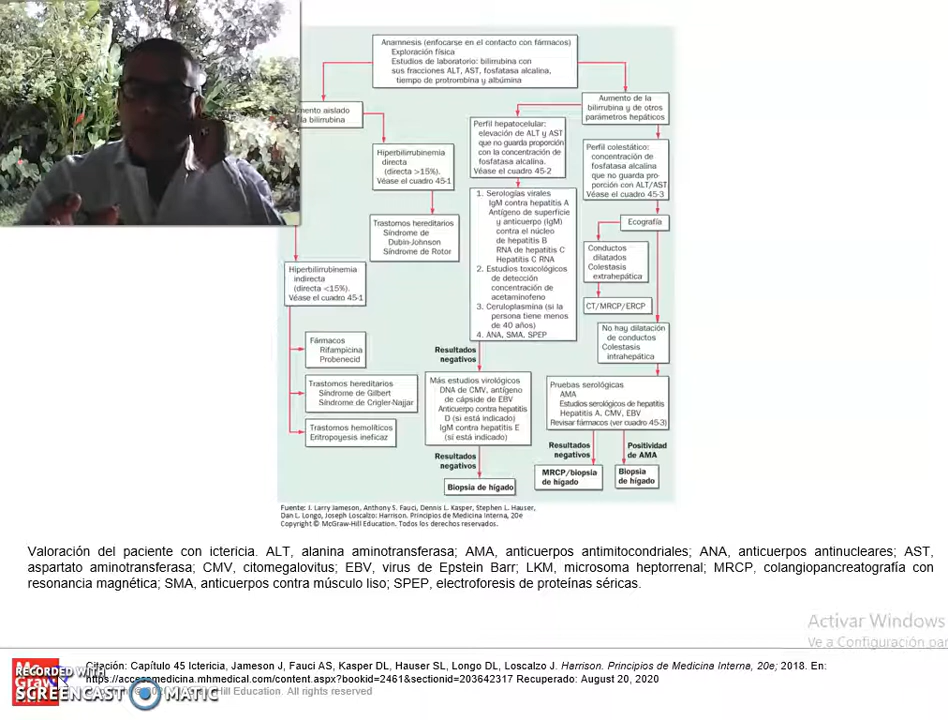 Anamnesis (enfocarse en el contacto con fármacos)
Exploración física
Estudios de laboratorio: bilirrubina con
sus fracciones ALT, AST, fosfatasa alcalina,
tiempo de protrombina y albúmina
aislado
la bilirrubina
Hiperbilirrubinemia
directa
(directa >15%).
Véase el cuadro 45-1
Trastornos hereditarios
Síndrome de
Dubin-Johnson
Síndrome de Rotor
Hiperbilirrubinemia
indirecta
(directa <15%).
Véase el cuadro 45-1
Fármacos
Rifampicina
Probenecid
Trastornos hereditarios
Síndrome de Gilbert
Síndrome de Crigler-Najjar
Trastornos hemolíticos
Eritropoyesis ineficaz
Aumento de la
bilirrubina y de otros
parámetros hepáticos
Perfil hepatocelular:
elevación de ALT y AST
que no guarda proporción
con la concentración de
fosfatasa alcalina.
Véase el cuadro 45-2
1. Serologías virales
IgM contra hepatitis A
Antígeno de superficie
y anticuerpo (IgM)
contra el núcleo
de hepatitis B
RNA de hepatitis C
Hepatitis C RNA
2. Estudios toxicológicos
de detección
concentración de
acetaminofeno
3. Ceruloplasmina (si la
persona tiene menos
de 40 años)
4. ANA, SMA, SPEP
Resultados
negativos
Más estudios virológicos
DNA de CMV, antígeno
de cápside de EBV
Anticuerpo contra hepatitis
D (si está indicado)
IgM contra hepatitis E
(si está indicado)
Resultados
negativos
Biopsia de hígado
Perfil colestático:
concentración de
fosfatasa alcalina
que no guarda pro-
porción con ALT/AST
Véase el cuadro 45-3
Ecografía
Conductos
dilatados
Colestasis
extrahepática
CT/MRCP/ERCP
No hay dilatación
de conductos
Colestasis
intrahepática
Pruebas serológicas
AMA
Estudios serológicos de hepatitis
Hepatitis A, CMV, EBV
Revisar fármacos (ver cuadro 45-3)
Resultados
negativos
MRCP/biopsia
de hígado
Positividad
de AMA
Biopsia
de hígado
Fuente: J. Larry Jameson, Anthony S. Fauci, Dennis L. Kasper, Stephen L. Hauser,
Dan L. Longo, Joseph Loscalzo: Harrison. Principios de Medicina Interna, 20e
Copyright © McGraw-Hill Education. Todos los derechos reservados.
Valoración del paciente con ictericia. ALT, alanina aminotransferasa; AMA, anticuerpos antimitocondriales; ANA, anticuerpos antinucleares; AST,
aspartato aminotransferasa; CMV, citomegalovitus; EBV, virus de Epstein Barr; LKM, microsoma heptorrenal; MRCP, colangiopancreatografía con
resonancia magnética; SMA, anticuerpos contra músculo liso; SPEP, electroforesis de proteínas séricas.
Activar Windows
Ve a Configuración par
Citación: Capítulo 45 Ictericia, Jameson J, Fauci AS, Kasper DL, Hauser SL, Longo DL, Loscalzo J. Harrison. Principios de Medicina Interna, 20e; 2018. En:
https://accesomedicina.mhmedical.com/content.aspx?bookid=2461&sectionid=203642317 Recuperado: August 20, 2020
Hill Education. All rights reserved
RECORDED WITH
SCREENCAST MATIC